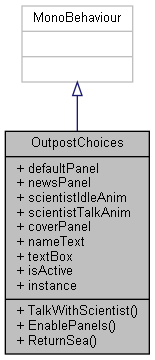 MonoBehaviour
OutpostChoices
+ defaultPanel
+ newsPanel
+ scientistIdleAnim
+ scientistTalkAnim
+ coverPanel
+ nameText
+ textBox
+ isActive
+ instance
+ TalkWithScientist()
+ EnablePanels()
+ ReturnSea()